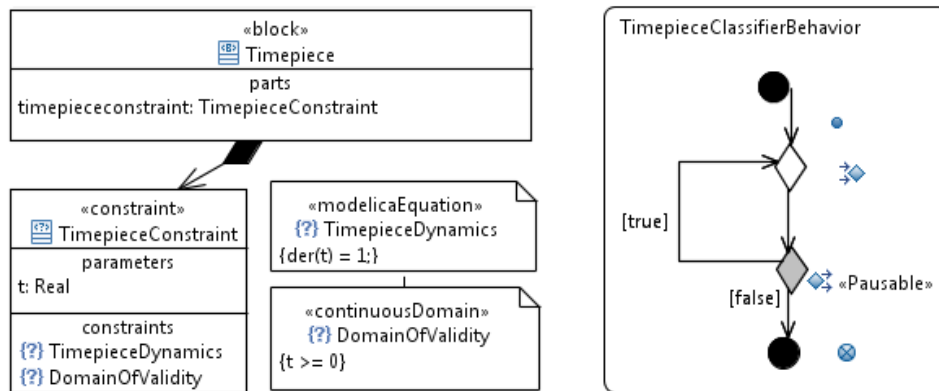 «block»
Timepiece
parts
timepiececonstraint: TimepieceConstraint
«constraint»
TimepieceConstraint
parameters
t: Real
constraints
{?} TimepieceDynamics
{?} DomainOfValidity
«modelicaEquation»
{?} TimepieceDynamics
{der(t) = 1;}
«continuousDomain»
{?} DomainOfValidity
{t >= 0}
TimepieceClassifierBehavior
[true]
«Pausable»
[false]